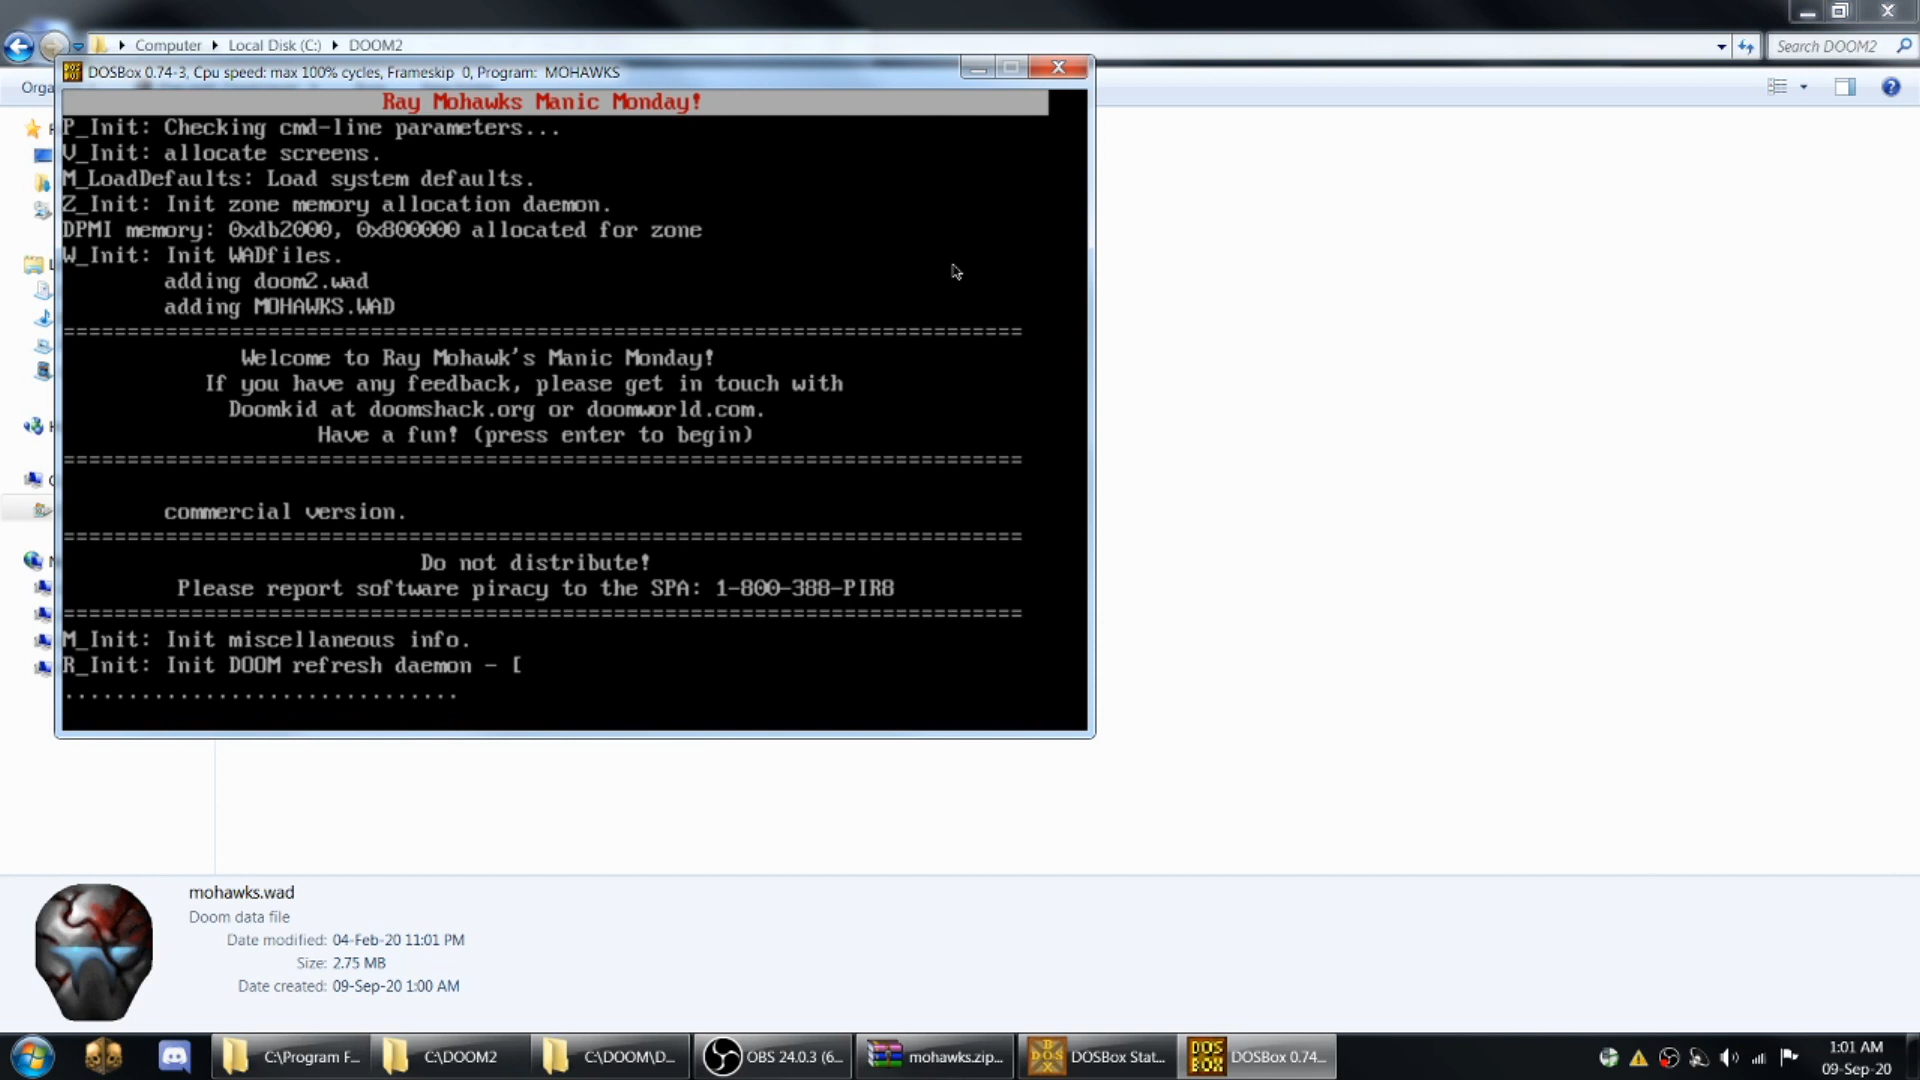 Computer Local Disk (C:) DOOM2
Search DOOM2
Orga
DOSBox 0.74-3, Cpu speed: max 100% cycles, Frameskip 0, Program: MOHAWKS
Ray Mohawks Manic Monday!
P_Init: Checking cmd-line parameters...
V_Init: allocate screens.
M_LoadDefaults: Load system defaults.
Z_Init: Init zone memory allocation daemon.
DPMI memory: 0xdb2000, 0x800000 allocated for zone
W_Init: Init WADfiles.
adding doom2.wad
adding MOHAWKS.WAD
===========================================================================
Welcome to Ray Mohawk's Manic Monday!
If you have any feedback, please get in touch with
Doomkid at doomshack.org or doomworld.com.
Have a fun! (press enter to begin)
===========================================================================
commercial version.
===========================================================================
Do not distribute!
Please report software piracy to the SPA: 1-800-388-PIR8
===========================================================================
M_Init: Init miscellaneous info.
R_Init: Init DOOM refresh daemon - [
...............................
mohawks.wad
Doom data file
Date modified: 04-Feb-20 11:01 PM
Size: 2.75 MB
Date created: 09-Sep-20 1:00 AM
C:\Program F... C:\DOOM2 C:\DOOM\D... OBS 24.0.3 (6... mohawks.zip... DOSBox Stat... DOSBox 0.74...
1:01 AM
09-Sep-20